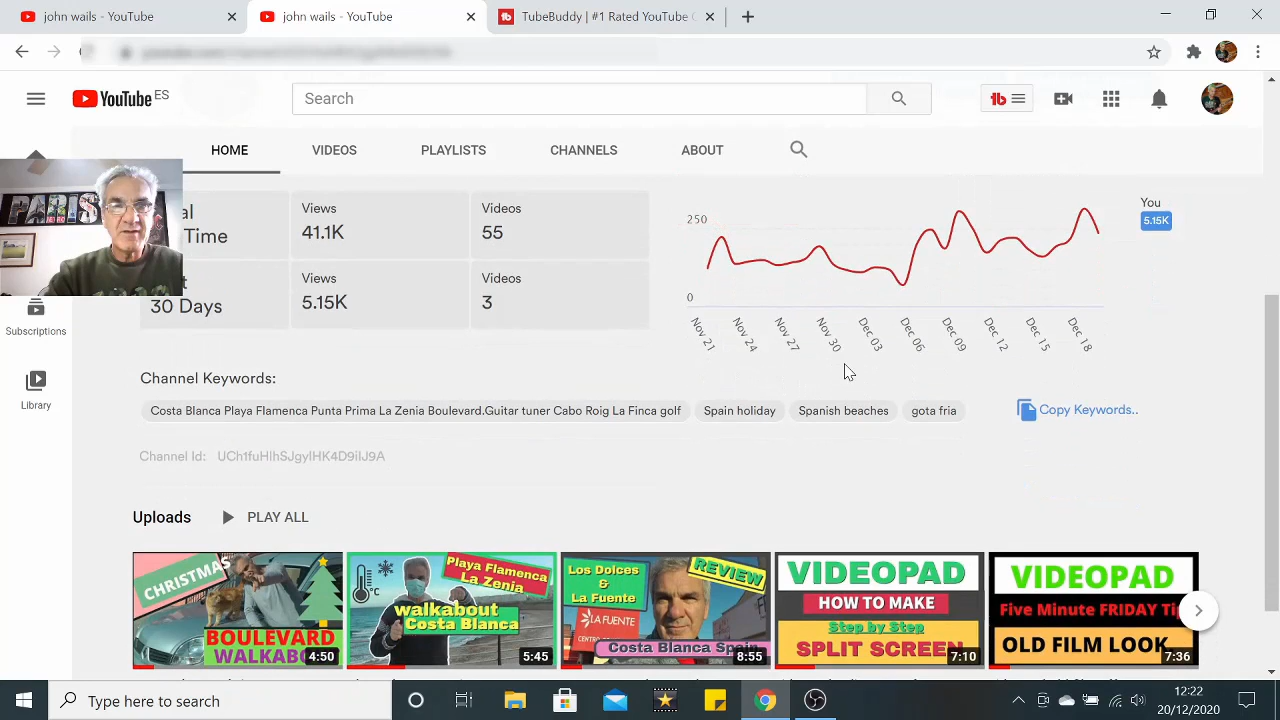 john wails - YouTube
john wails - YouTube
TubeBuddy | #1 Rated YouTube
YouTube ES
Search
HOME
VIDEOS
PLAYLISTS
CHANNELS
ABOUT
PARIS
Time
Views
41.1K
Videos
55
30 Days
Views
5.15K
Videos
3
250
0
Nov 21
Nov 24
Nov 27
Nov 30
Dec 03
Dec 06
Dec 09
Dec 12
Dec 15
Dec 18
You
5.15K
Subscriptions
Library
Channel Keywords:
Costa Blanca Playa Flamenca Punta Prima La Zenia Boulevard.Guitar tuner Cabo Roig La Finca golf
Spain holiday
Spanish beaches
gota fria
Copy Keywords..
Channel Id: UCh1fuHlhSJgyIHK4D9iIJ9A
Uploads
PLAY ALL
CHRISTMAS
BOULEVARD
WALKABO
4:50
°C
Playa Flamenca
La Zenia
walkabout
Costa Blanca
5:45
Los Dolces
&
La Fuente
REVIEW
LA FUENTE
Costa Blanca Spain
8:55
VIDEOPAD
HOW TO MAKE
Step by Step
SPLIT SCREEN
7:10
VIDEOPAD
Five Minute FRIDAY
OLD FILM LOOK
7:36
Type here to search
12:22
20/12/2020